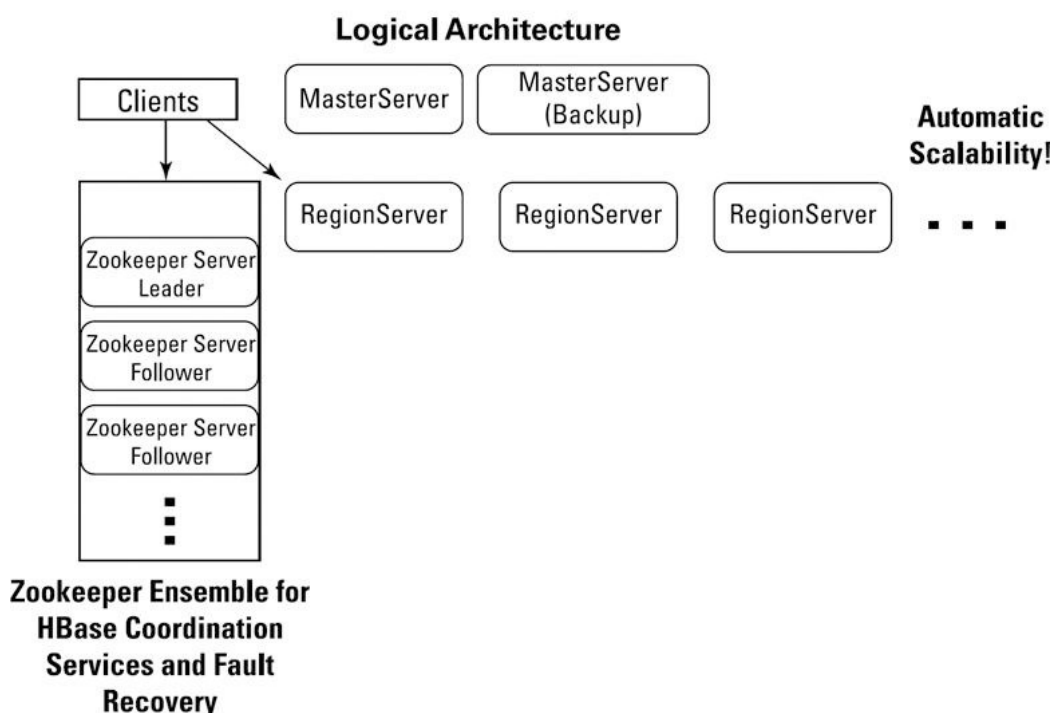 Logical Architecture
Clients
MasterServer
MasterServer
(Backup)
Automatic
Scalability!
RegionServer
RegionServer
RegionServer
Zookeeper Server
Leader
Zookeeper Server
Follower
Zookeeper Server
Follower
Zookeeper Ensemble for
HBase Coordination
Services and Fault
Recovery